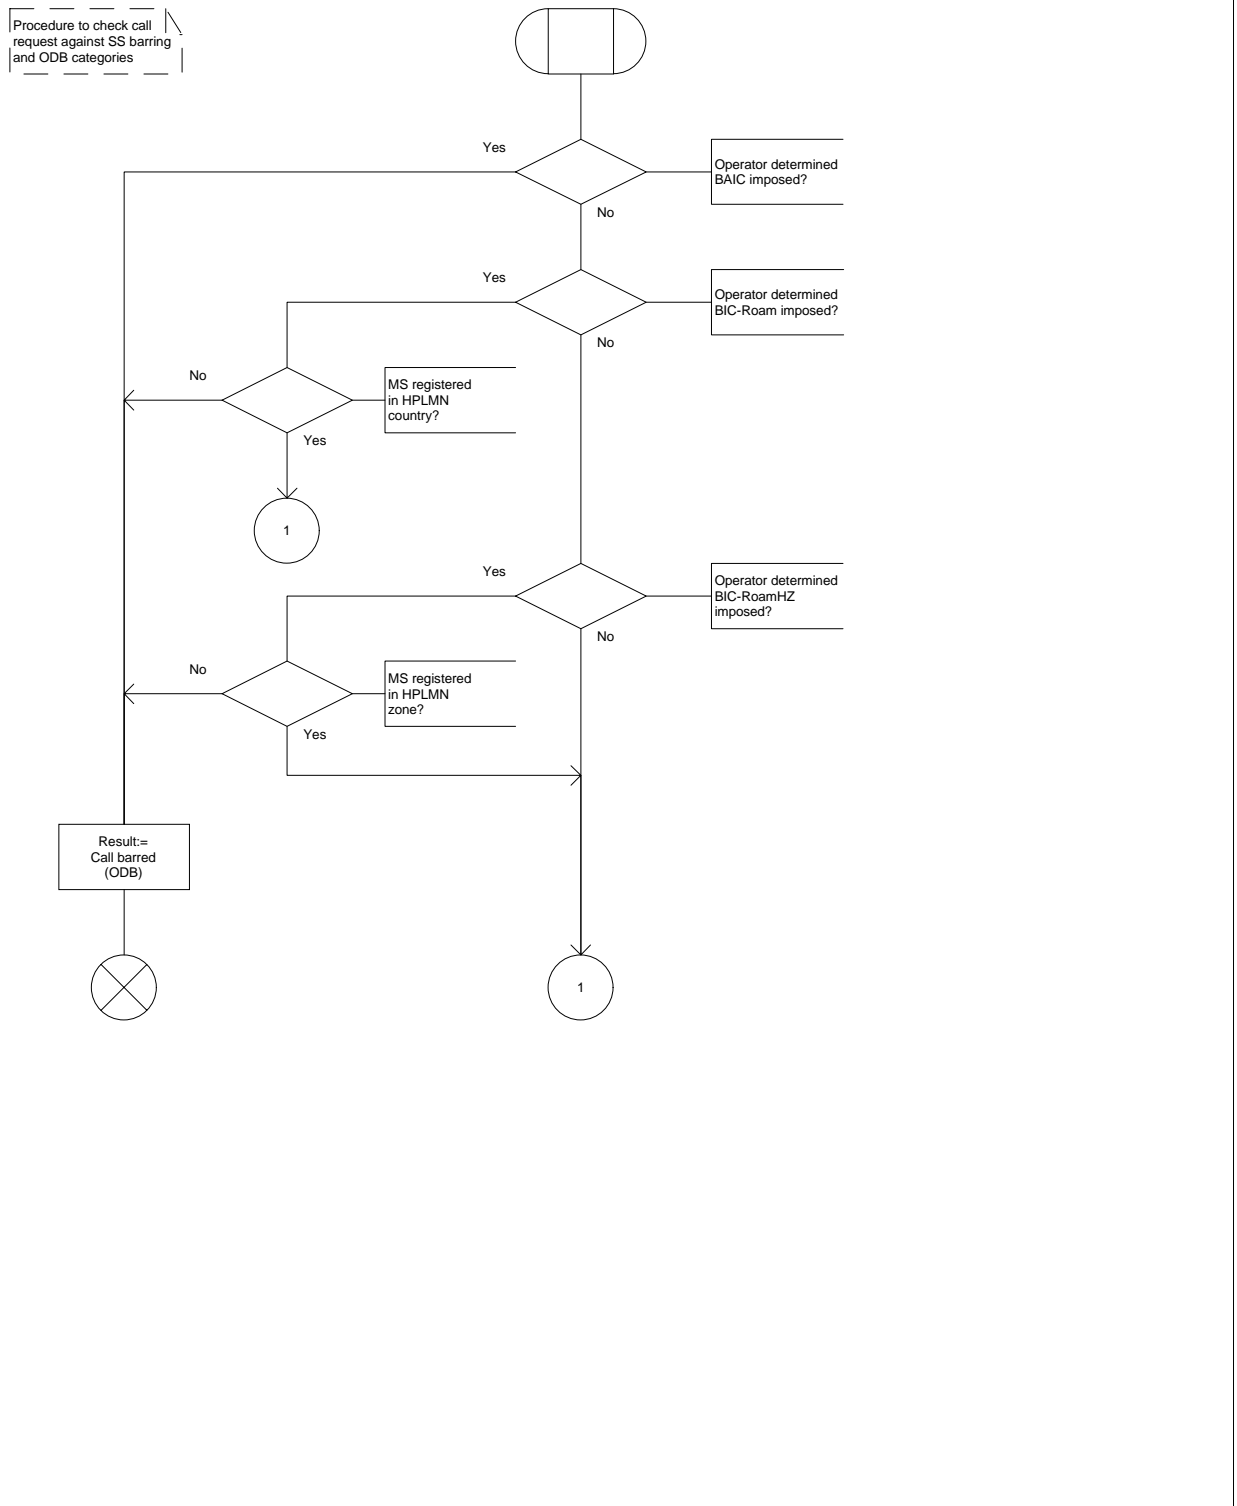 Procedure to check call
request against SS barring
and ODB categories
Yes
Operator determined
BAIC imposed?
No
Yes
Operator determined
BIC-Roam imposed?
No
No
MS registered
in HPLMN
country?
Yes
1
Yes
Operator determined
BIC-RoamHZ
imposed?
No
No
MS registered
in HPLMN
zone?
Yes
Result:=
Call barred
(ODB)
1